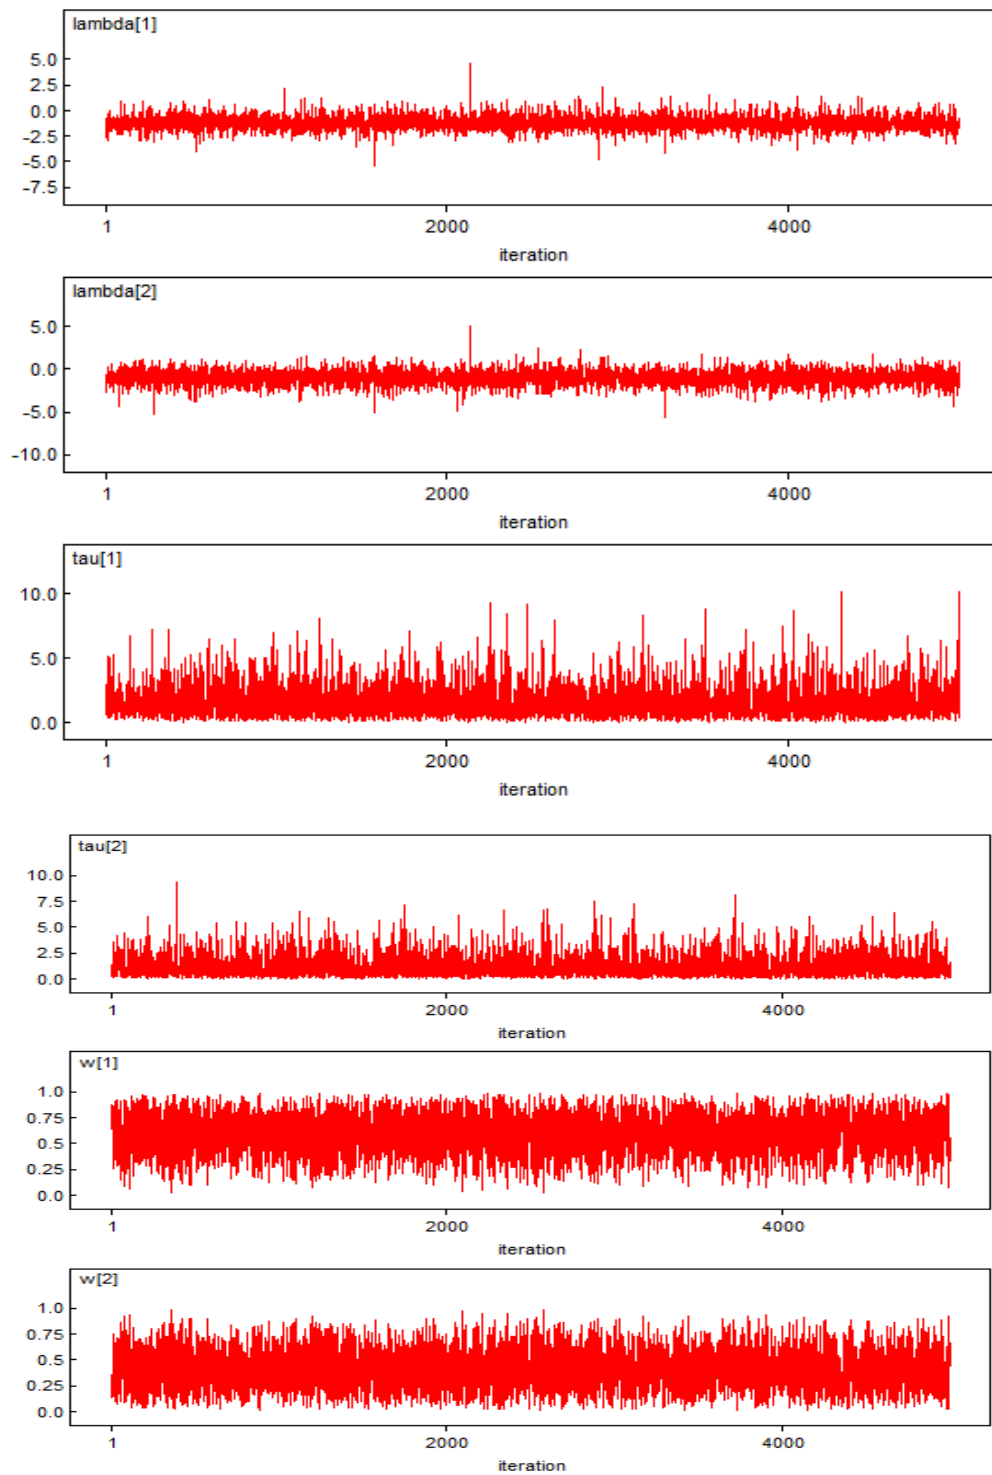 lambda[1]
5.0
2.5
0.0
-2.5
-5.0
-7.5
1 2000 4000
iteration
lambda[2]
5.0
0.0
-5.0
-10.0
1 2000 4000
iteration
tau[1]
10.0
5.0
0.0
1 2000 4000
iteration
tau[2]
10.0
7.5
5.0
2.5
0.0
1 2000 4000
iteration
w[1]
1.0
0.75
0.5
0.25
0.0
1 2000 4000
iteration
w[2]
1.0
0.75
0.5
0.25
0.0
1 2000 4000
iteration